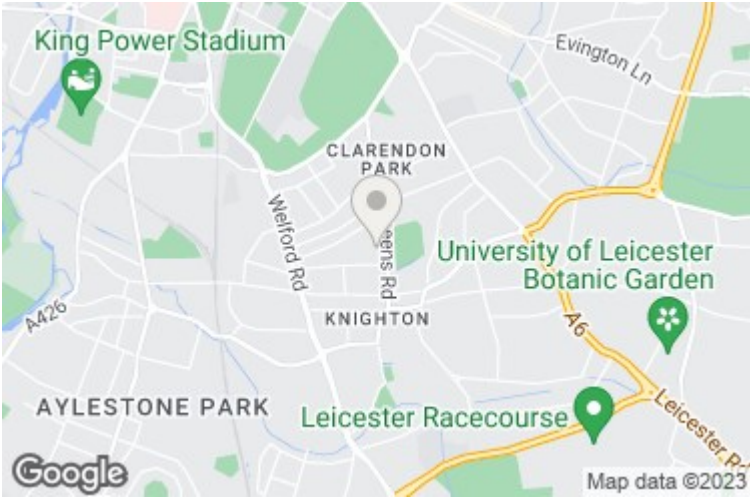 King Power Stadium
Evington Ln
CLARENDON
PARK
Welford Rd
eens Rd
University of Leicester
Botanic Garden
A426
KNIGHTON
A6
AYLESTONE PARK
Leicester Racecourse
Leicester R
Google
Map data ©2023